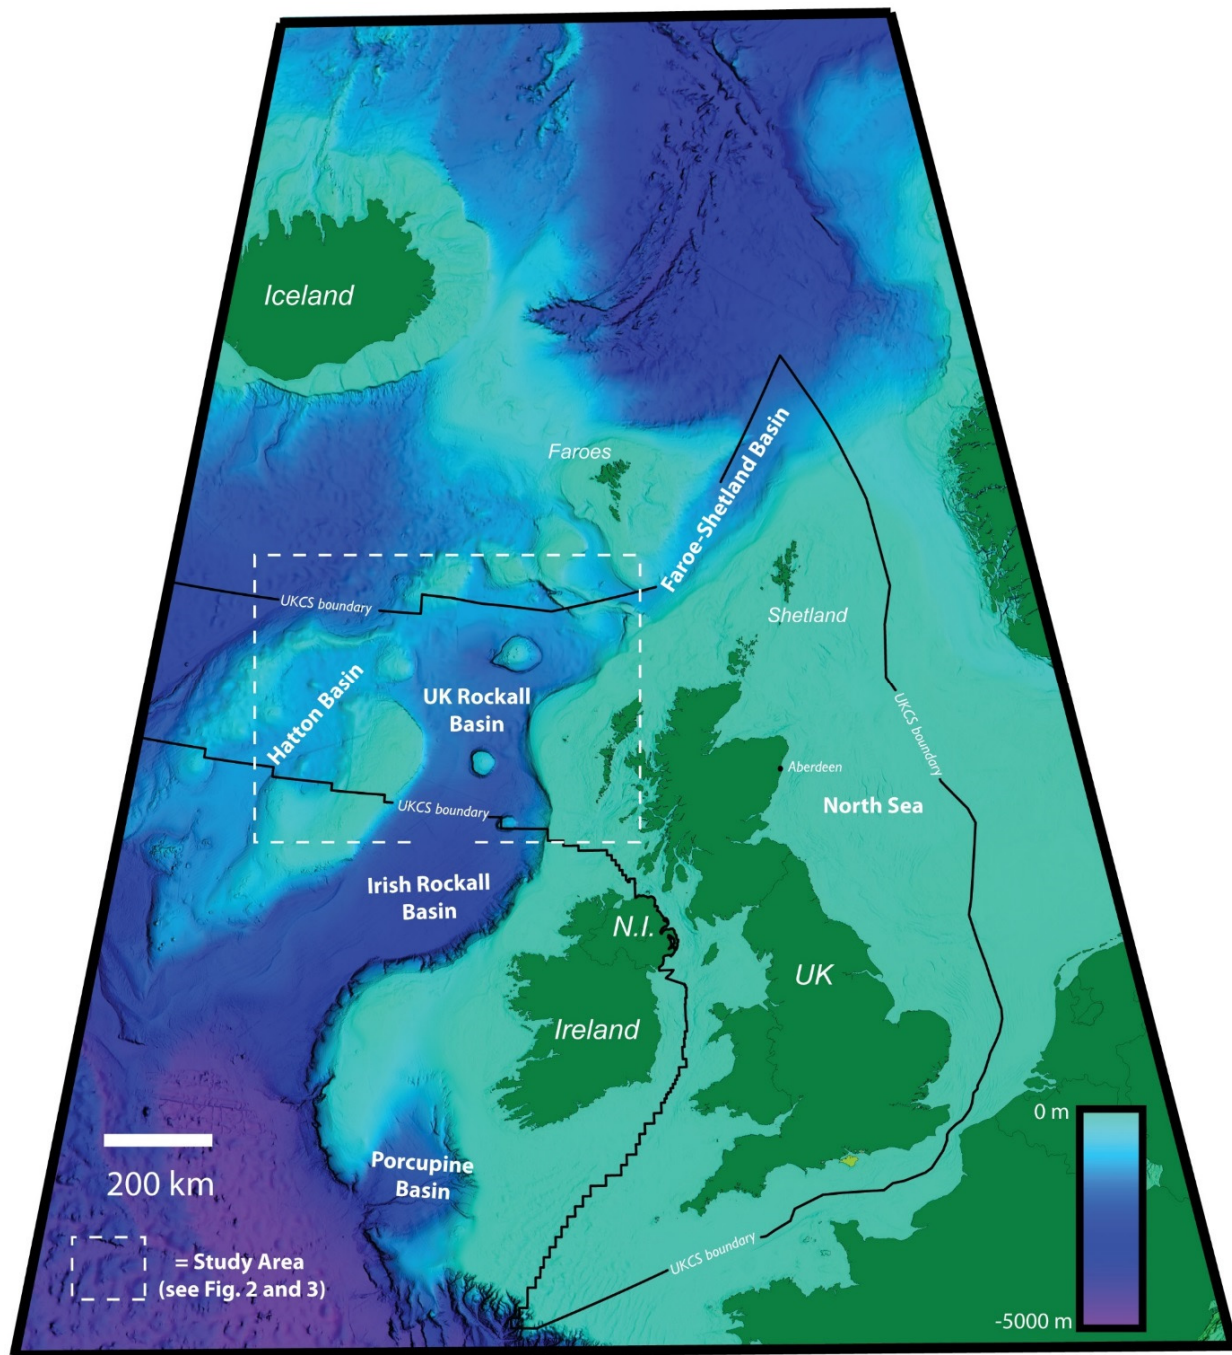 Iceland
Faroes
Faroe-Shetland Basin
UKCS boundary
Shetland
Hatton Basin
UK Rockall
Basin
UKCS boundary
Aberdeen
North Sea
UKCS boundary
Irish Rockall
Basin
N.I.
UK
Ireland
0 m
200 km
Porcupine
Basin
UKCS boundary
= Study Area
(see Fig. 2 and 3)
-5000 m